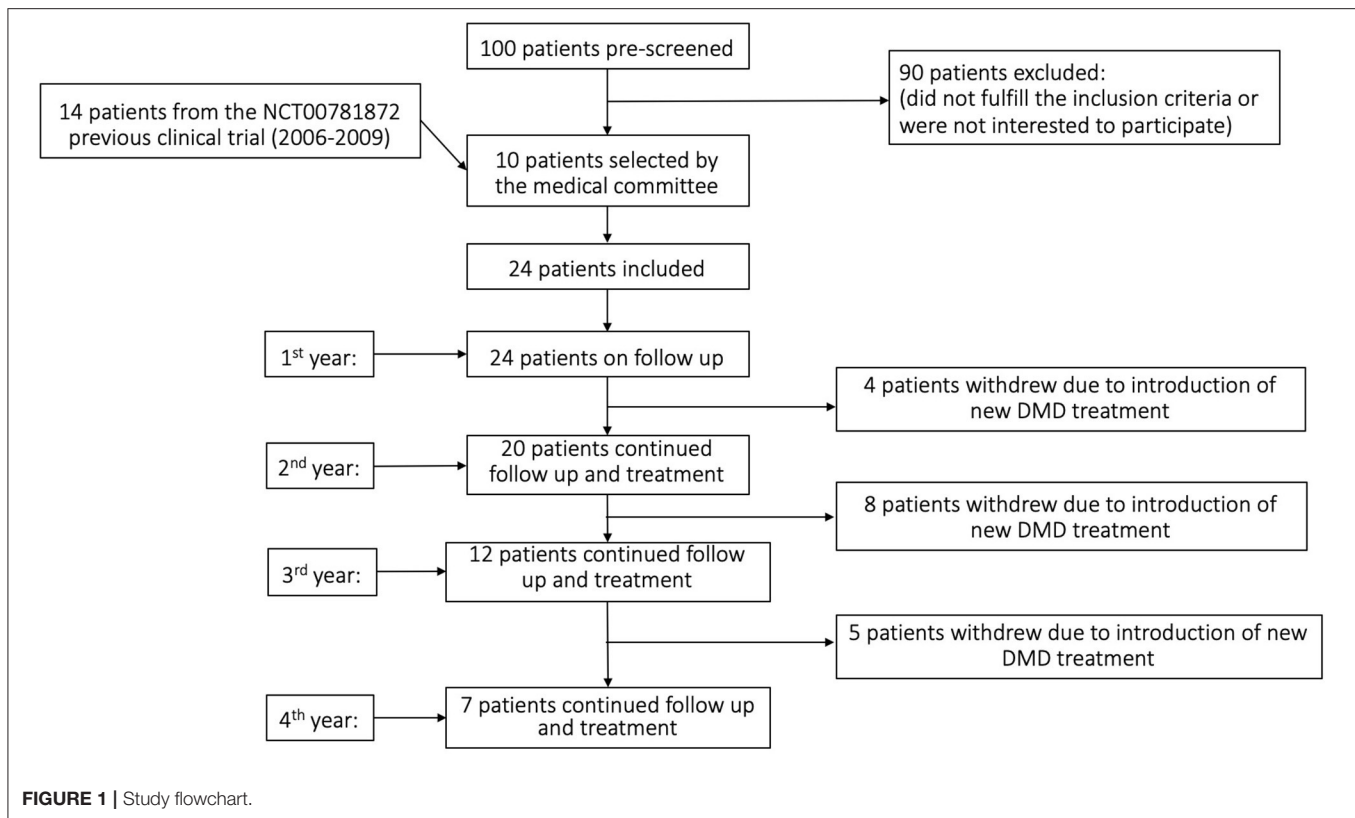 100 patients pre-screened
90 patients excluded:
(did not fulfill the inclusion criteria or
were not interested to participate)
14 patients from the NCT00781872
previous clinical trial (2006-2009)
10 patients selected by
the medical committee
24 patients included
1st year:
24 patients on follow up
4 patients withdrew due to introduction of
new DMD treatment
2nd year:
20 patients continued
follow up and treatment
8 patients withdrew due to introduction of
new DMD treatment
3rd year:
12 patients continued follow
up and treatment
5 patients withdrew due to introduction of new
DMD treatment
4th year:
7 patients continued follow up
and treatment
FIGURE 1 | Study flowchart.